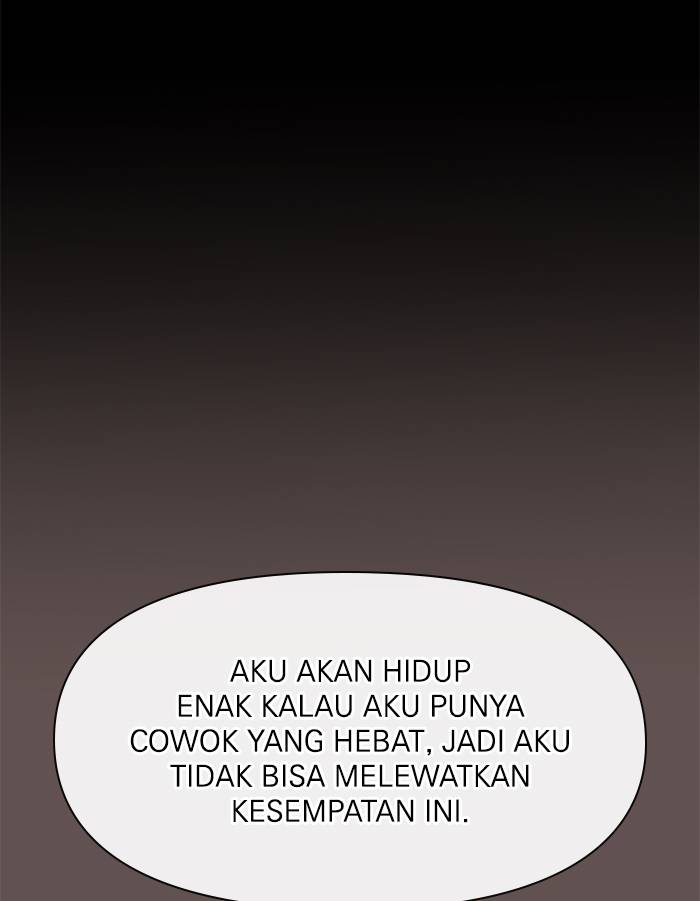 AKU AKAN HIDUP
ENAK KALAU AKU PUNYA
COWOK YANG HEBAT, JADI AKU
TIDAK BISA MELEWATKAN
KESEMPATAN INI.